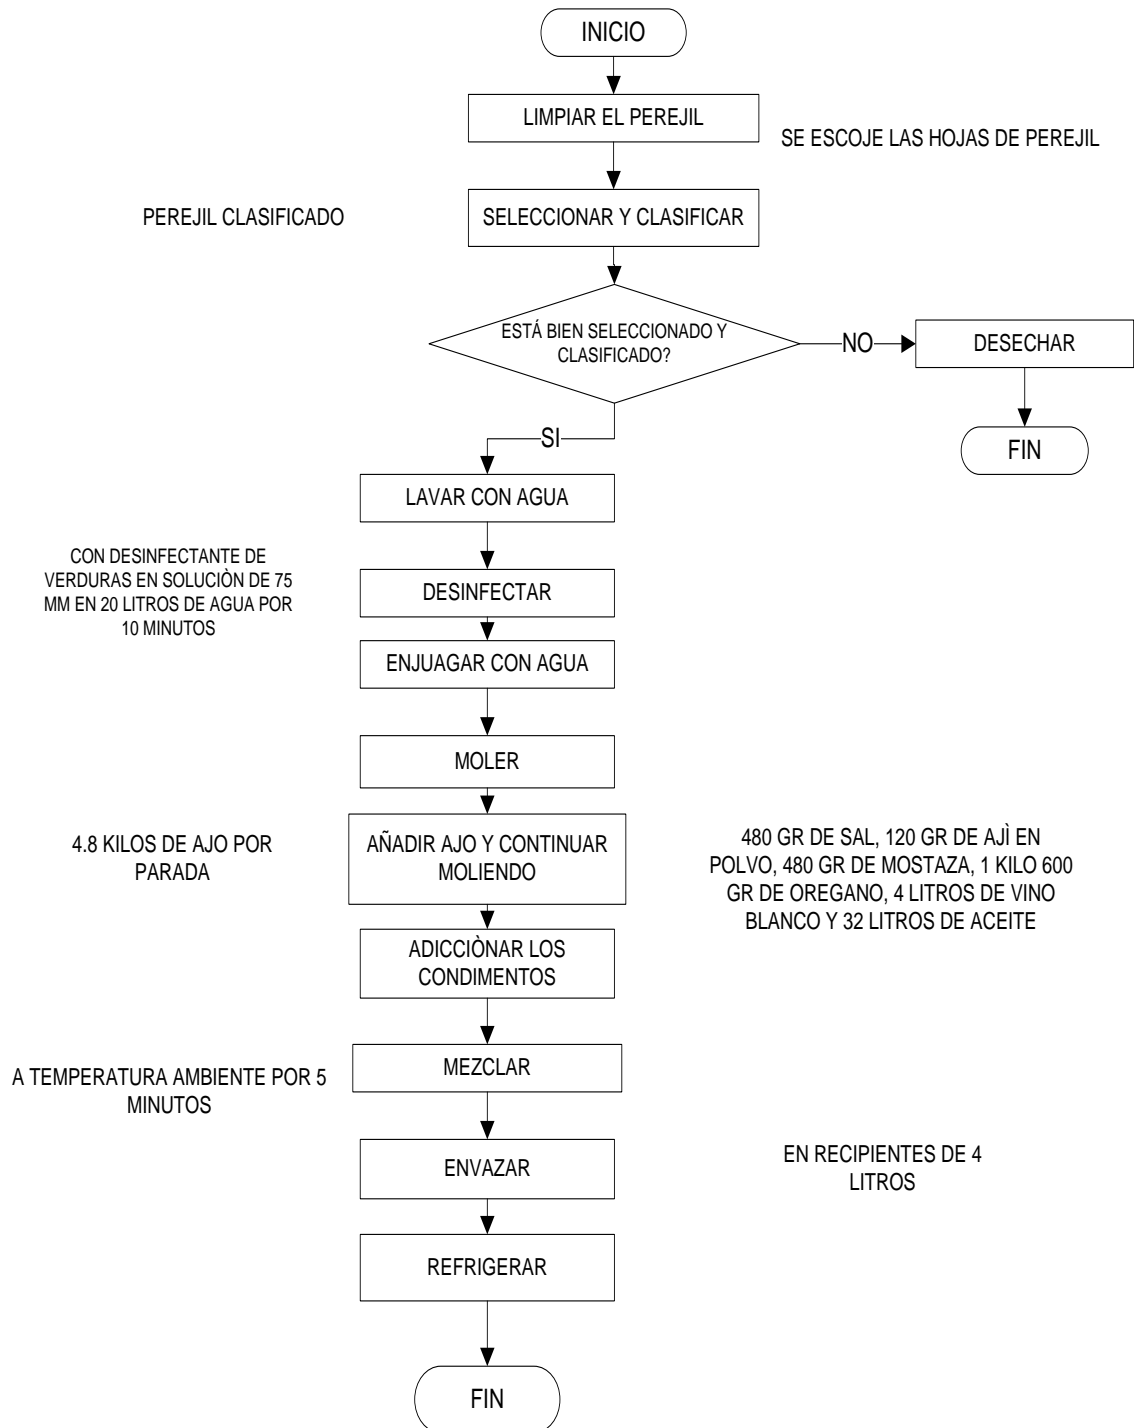 INICIO
LIMPIAR EL PEREJIL
SE ESCOJE LAS HOJAS DE PEREJIL
PEREJIL CLASIFICADO
SELECCIONAR Y CLASIFICAR
ESTÁ BIEN SELECCIONADO Y
CLASIFICADO?
NO
DESECHAR
FIN
SI
LAVAR CON AGUA
CON DESINFECTANTE DE
VERDURAS EN SOLUCIÒN DE 75
MM EN 20 LITROS DE AGUA POR
10 MINUTOS
DESINFECTAR
ENJUAGAR CON AGUA
MOLER
4.8 KILOS DE AJO POR
PARADA
AÑADIR AJO Y CONTINUAR
MOLIENDO
480 GR DE SAL, 120 GR DE AJÌ EN
POLVO, 480 GR DE MOSTAZA, 1 KILO 600
GR DE OREGANO, 4 LITROS DE VINO
BLANCO Y 32 LITROS DE ACEITE
ADICCIÒNAR LOS
CONDIMENTOS
MEZCLAR
A TEMPERATURA AMBIENTE POR 5
MINUTOS
ENVAZAR
EN RECIPIENTES DE 4
LITROS
REFRIGERAR
FIN